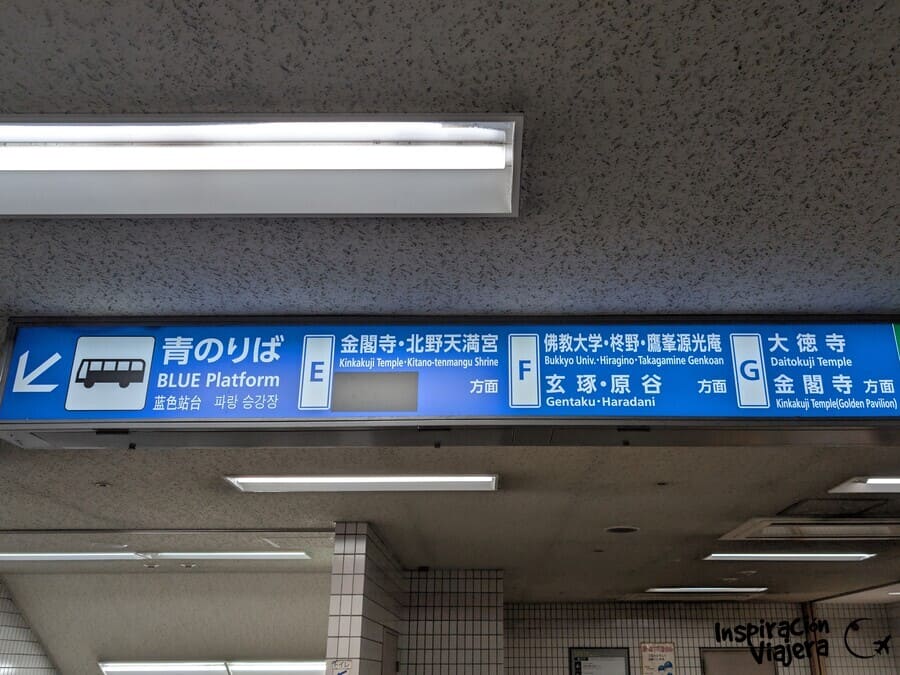 青のりば
BLUE Platform
蓝色站台 파랑 승강장
E
金閣寺・北野天満宮
Kinkakuji Temple・Kitano-tenmangu Shrine
方面
F
佛教大学・柊野・鷹峯源光庵
Bukkyo Univ.・Hiragino・Takagamine Genkoan
玄琢・原谷 方面
Gentaku・Haradani
G
大徳寺
Daitokuji Temple
金閣寺 方面
Kinkakuji Temple(Golden Pavilion)
トイレ
Inspiración
Viajera